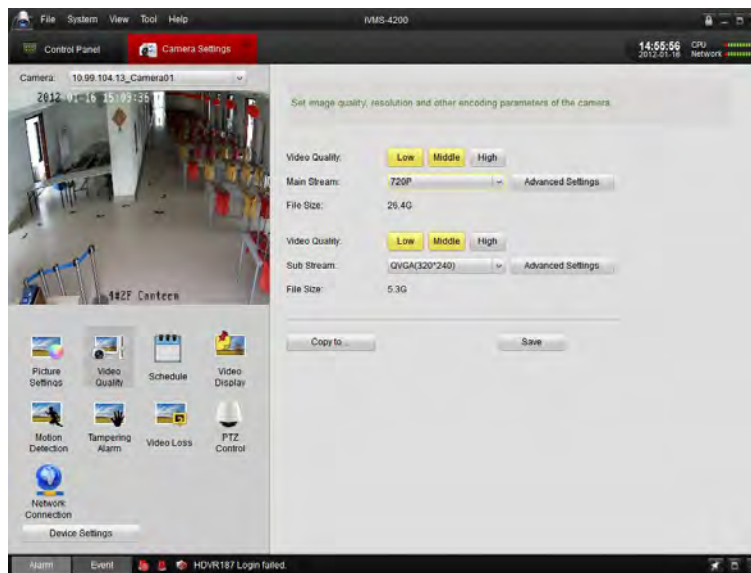 File System View Tool Help
iVMS-4200
Control Panel
Camera Settings
14:55:56
2012-01-16
CPU
Network
Camera:
10.99.104.13_Camera01
2012 01-16 15:09:35
4#2F Canteen
Picture Settings
Video Quality
Schedule
Video Display
Motion Detection
Tampering Alarm
Video Loss
PTZ Control
Network Connection
Device Settings
Set image quality, resolution and other encoding parameters of the camera.
Video Quality: Low Middle High
Main Stream: 720P Advanced Settings
File Size: 26.4G
Video Quality: Low Middle High
Sub Stream: QVGA(320*240) Advanced Settings
File Size: 5.3G
Copy to... Save
Alarm Event HDVR187 Login failed.